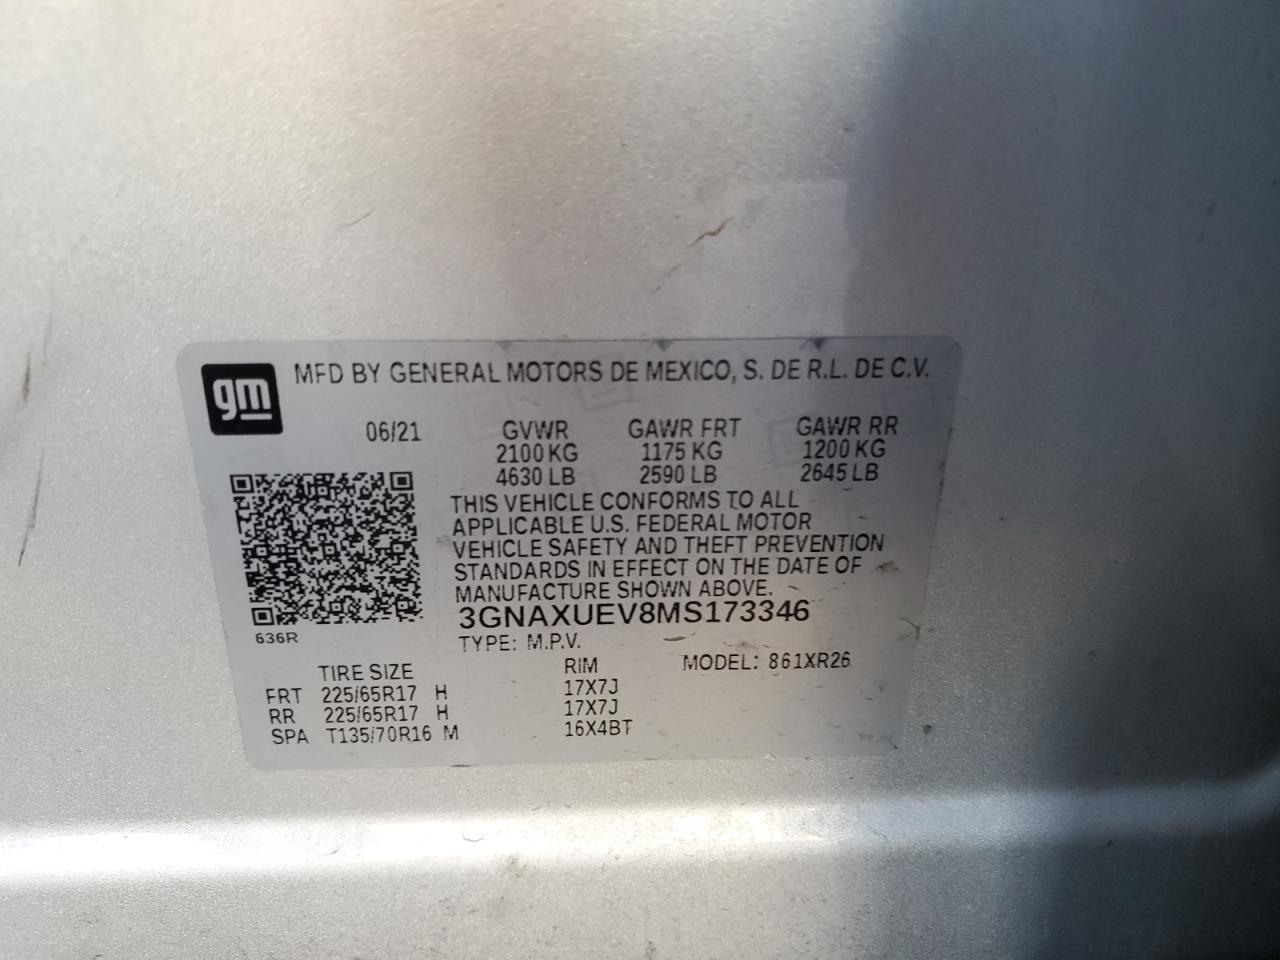 gm MFD BY GENERAL MOTORS DE MEXICO, S. DE R.L. DE C.V.
06/21 GVWR GAWR FRT GAWR RR
2100 KG 1175 KG 1200 KG
4630 LB 2590 LB 2645 LB
THIS VEHICLE CONFORMS TO ALL
APPLICABLE U.S. FEDERAL MOTOR
VEHICLE SAFETY AND THEFT PREVENTION
STANDARDS IN EFFECT ON THE DATE OF
MANUFACTURE SHOWN ABOVE.
3GNAXUEV8MS173346
636R
TYPE: M.P.V.
TIRE SIZE RIM MODEL: 861XR26
FRT 225/65R17 H 17X7J
RR 225/65R17 H 17X7J
SPA T135/70R16 M 16X4BT